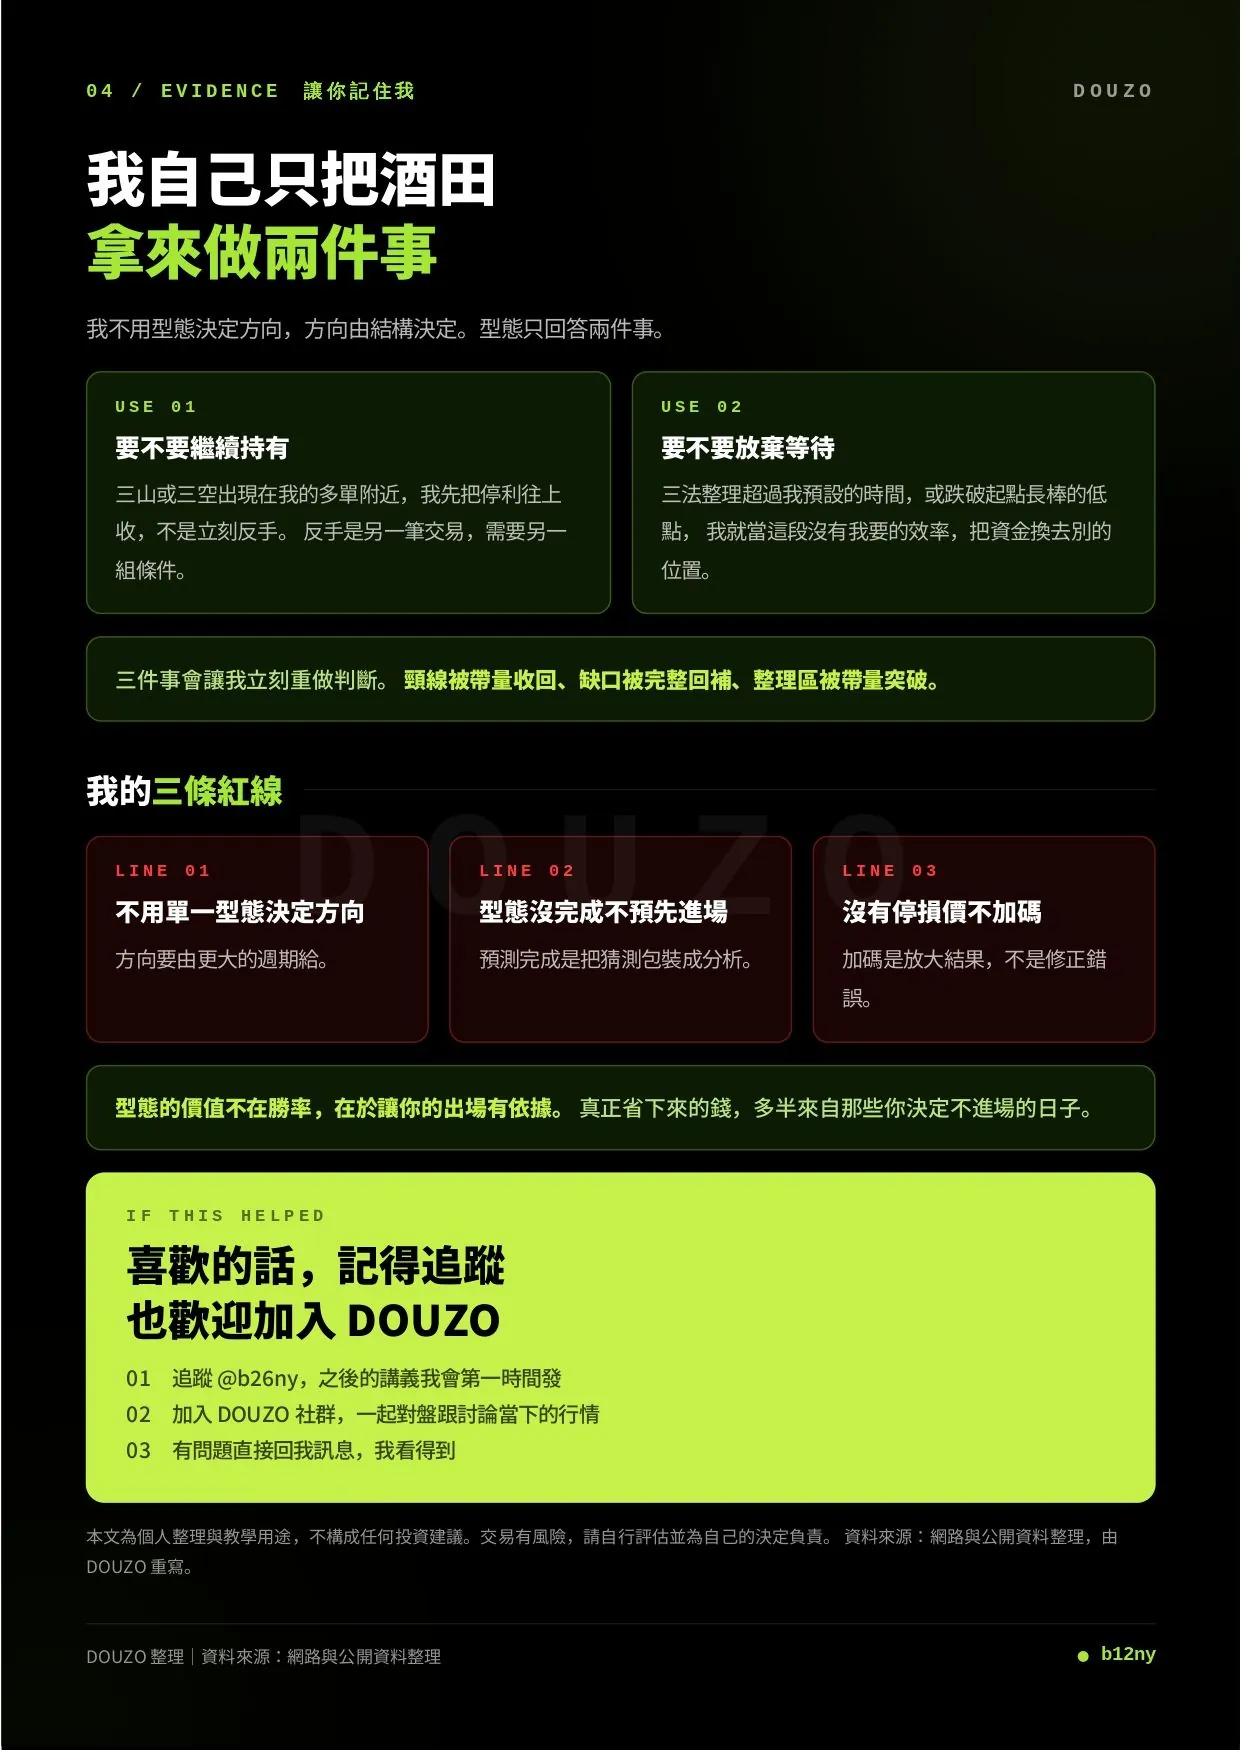 04 / EVIDENCE 讓你記住我
DOUZO
我自己只把酒田
拿來做兩件事
我不用型態決定方向，方向由結構決定。型態只回答兩件事。
USE 01
要不要繼續持有
三山或三空出現在我的多單附近，我先把停利往上
收，不是立刻反手。 反手是另一筆交易，需要另一
組條件。
USE 02
要不要放棄等待
三法整理超過我預設的時間，或跌破起點長棒的低
點， 我就當這段沒有我要的效率，把資金換去別的
位置。
三件事會讓我立刻重做判斷。 頸線被帶量收回、缺口被完整回補、整理區被帶量突破。
我的三條紅線
DOUZO
LINE 01
不用單一型態決定方向
方向要由更大的週期給。
LINE 02
型態沒完成不預先進場
預測完成是把猜測包裝成分析。
LINE 03
沒有停損價不加碼
加碼是放大結果，不是修正錯
誤。
型態的價值不在勝率，在於讓你的出場有依據。 真正省下來的錢，多半來自那些你決定不進場的日子。
IF THIS HELPED
喜歡的話，記得追蹤
也歡迎加入 DOUZO
01 追蹤 @b26ny，之後的講義我會第一時間發
02 加入 DOUZO 社群，一起對盤跟討論當下的行情
03 有問題直接回我訊息，我看得到
本文為個人整理與教學用途，不構成任何投資建議。交易有風險，請自行評估並為自己的決定負責。 資料來源：網路與公開資料整理，由
DOUZO 重寫。
DOUZO 整理｜資料來源：網路與公開資料整理
b12ny